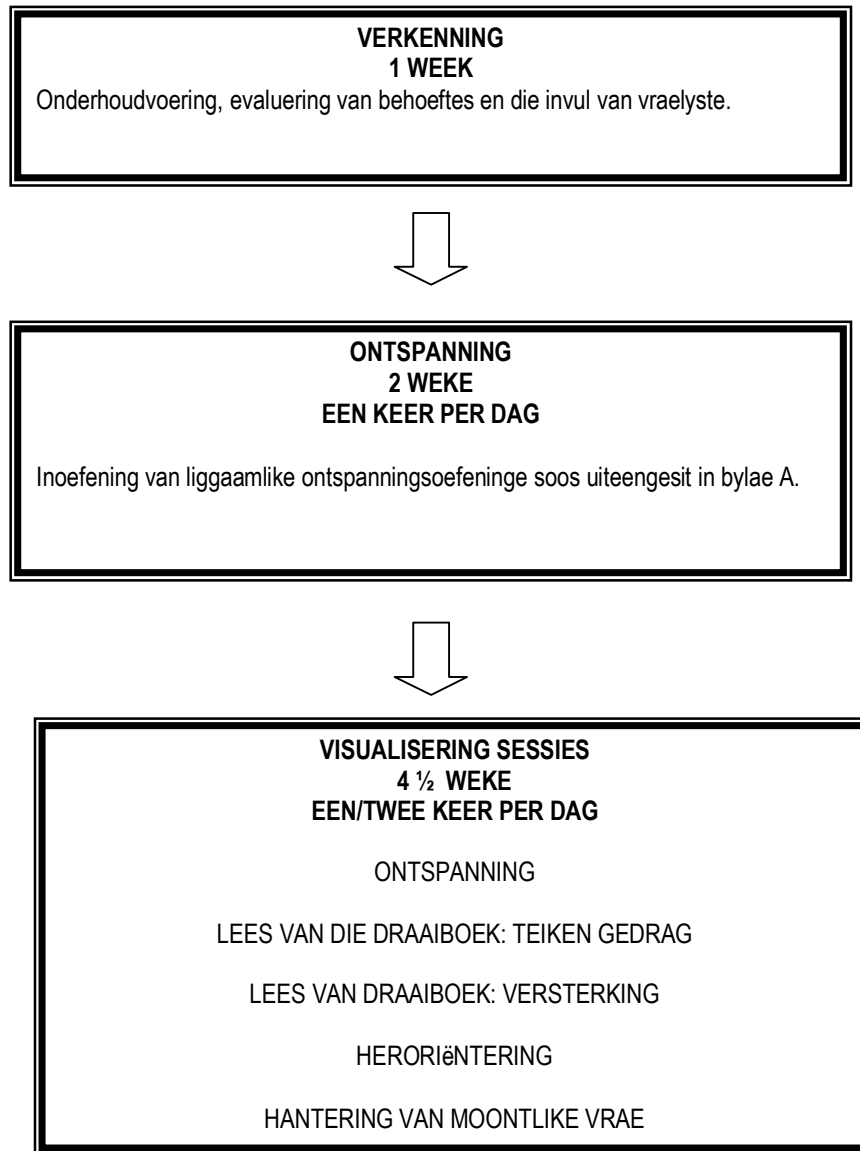 VERKENNING
1 WEEK
Onderhoudvoering, evaluering van behoeftes en die invul van vraelyste.
ONTSPANNING
2 WEKE
EEN KEER PER DAG
Inoefening van liggaamlike ontspanningsoefeninge soos uiteengesit in bylae A.
VISUALISERING SESSIES
4 ½ WEKE
EEN/TWEE KEER PER DAG
ONTSPANNING
LEES VAN DIE DRAAIBOEK: TEIKEN GEDRAG
LEES VAN DRAAIBOEK: VERSTERKING
HERORIëNTERING
HANTERING VAN MOONTLIKE VRAE